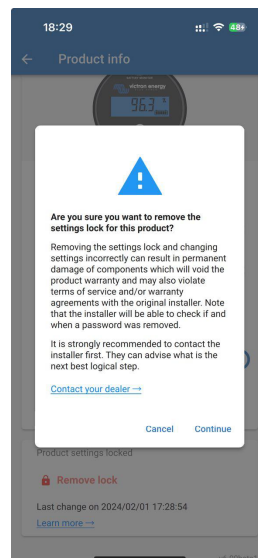 18:29
48
Product info
victron energy
96.3
Are you sure you want to remove the
settings lock for this product?
Removing the settings lock and changing
settings incorrectly can result in permanent
damage of components which will void the
product warranty and may also violate
terms of service and/or warranty
agreements with the original installer. Note
that the installer will be able to check if and
when a password was removed.
It is strongly recommended to contact the
installer first. They can advise what is the
next best logical step.
Contact your dealer →
Cancel Continue
Product settings locked
Remove lock
Last change on 2024/02/01 17:28:54
Learn more →